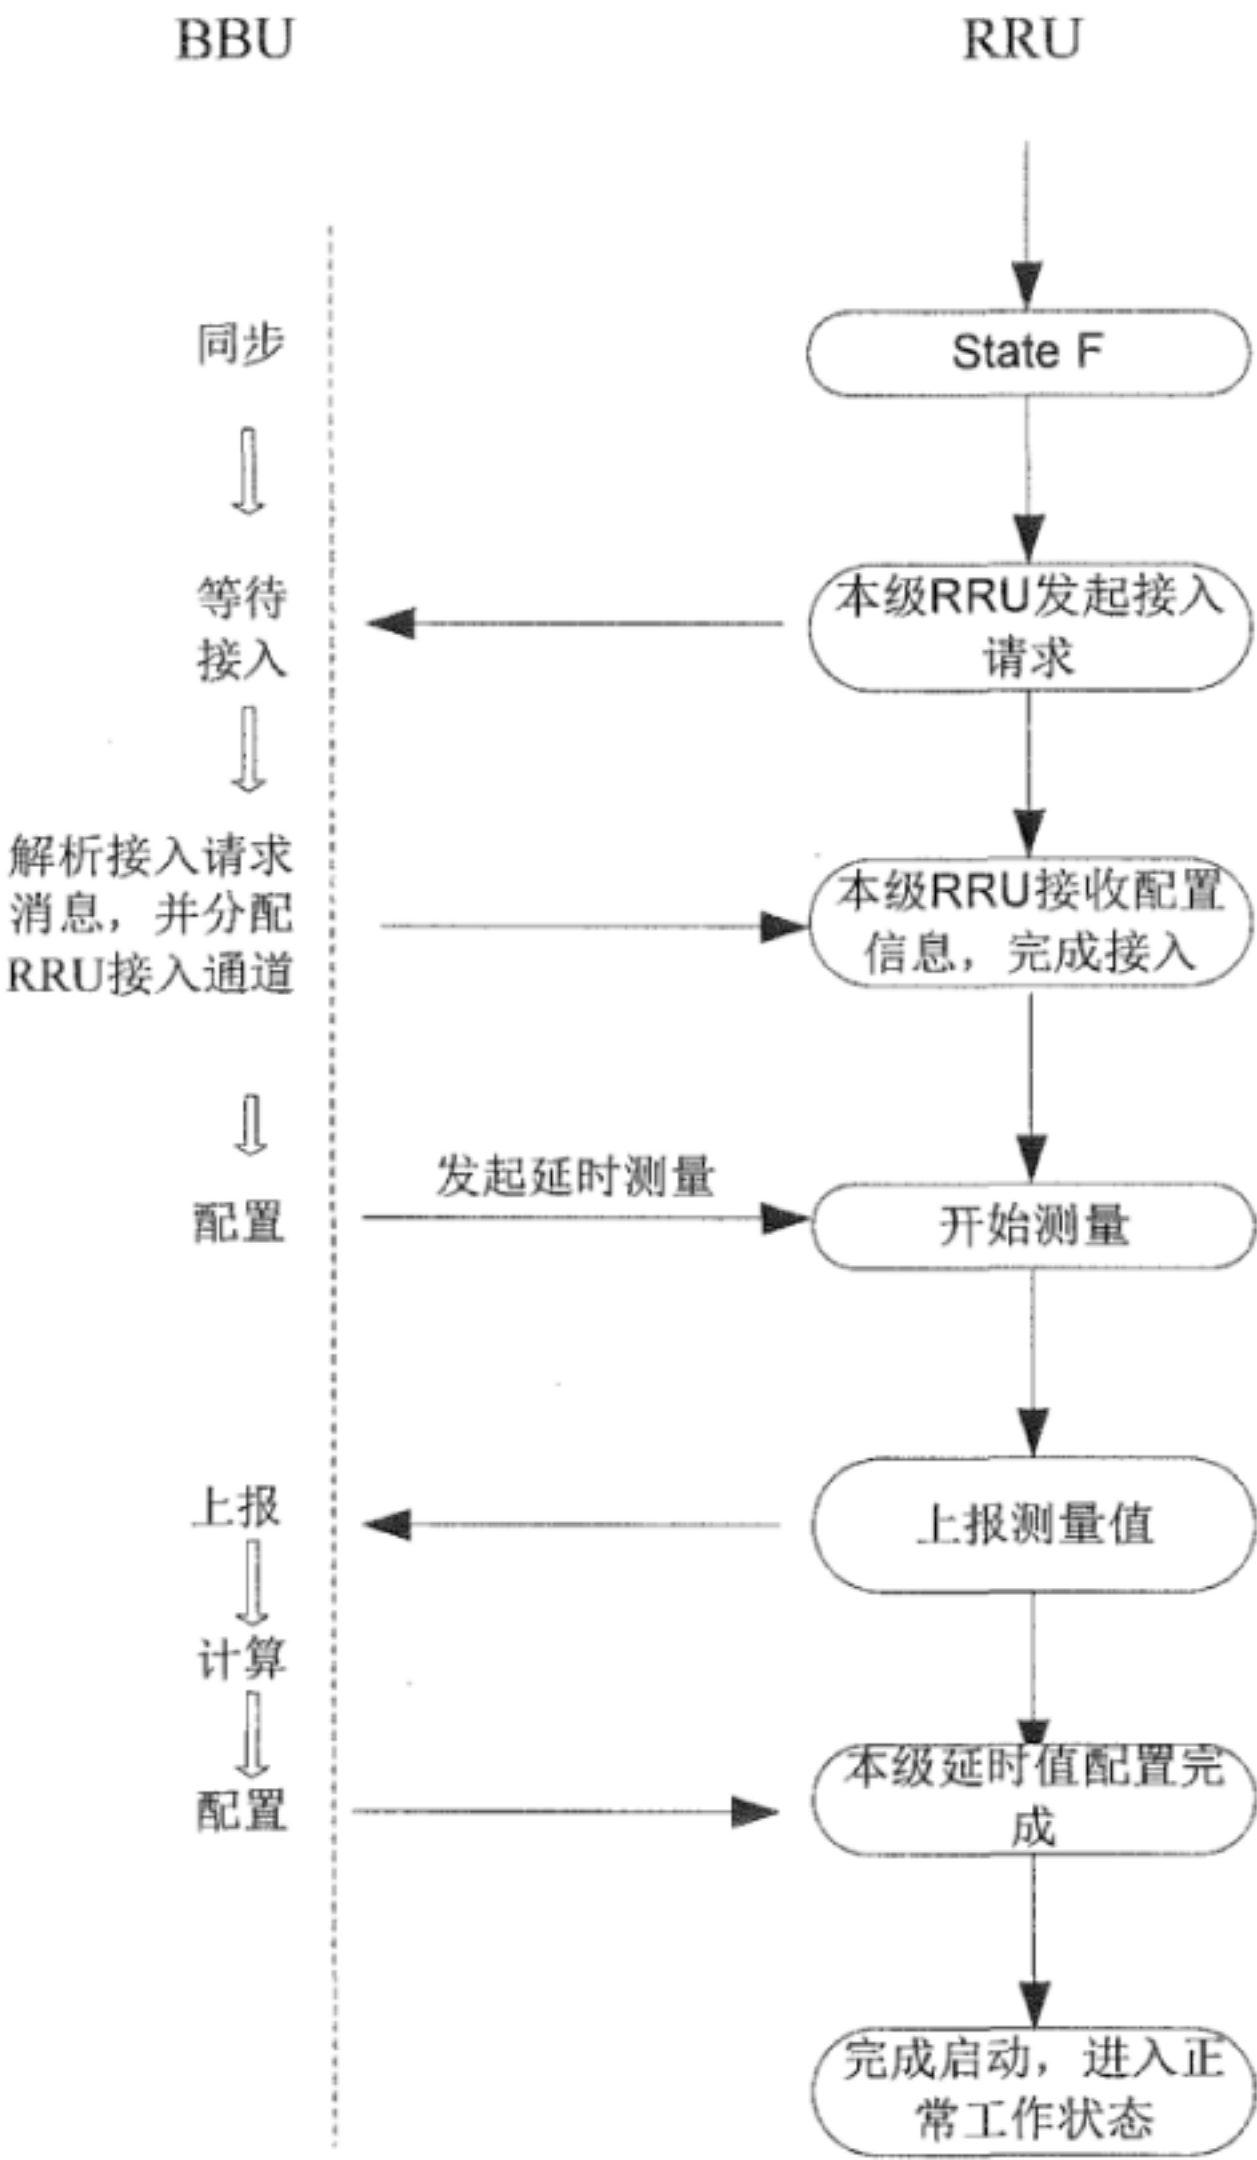 BBU
RRU
同步
State F
等待
接入
本级RRU发起接入
请求
解析接入请求
消息，并分配
RRU接入通道
本级RRU接收配置
信息，完成接入
发起延时测量
配置
开始测量
上报
上报测量值
计算
配置
本级延时值配置完
成
完成启动，进入正
常工作状态